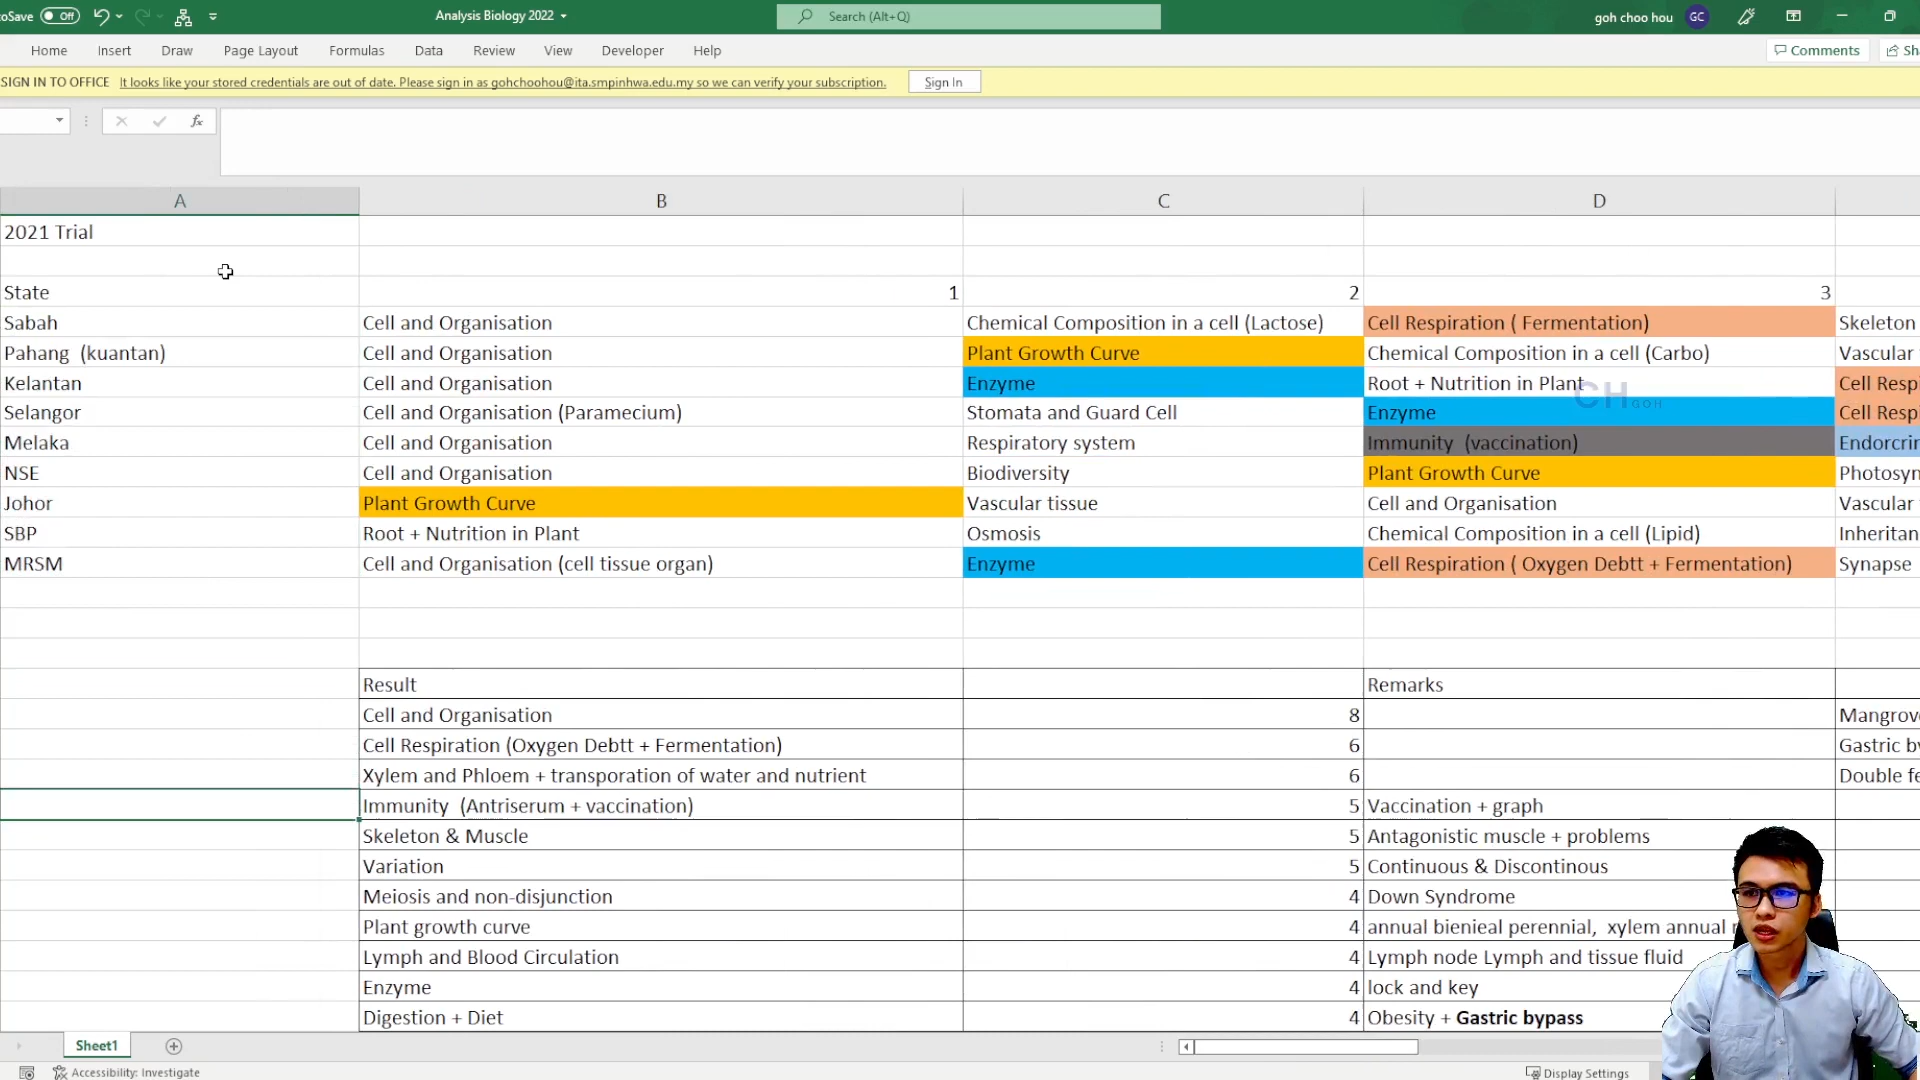 oSave Off Analysis Biology 2022 Search (Alt+Q) goh choo hou GC
Home Insert Draw Page Layout Formulas Data Review View Developer Help Comments Sh
SIGN IN TO OFFICE It looks like your stored credentials are out of date. Please sign in as gohchoohou@ita.smpinhwa.edu.my so we can verify your subscription. Sign In
fx
A B C D
2021 Trial
State 1 2 3
Sabah Cell and Organisation Chemical Composition in a cell (Lactose) Cell Respiration ( Fermentation) Skeleton
Pahang (kuantan) Cell and Organisation Plant Growth Curve Chemical Composition in a cell (Carbo) Vascular
Kelantan Cell and Organisation Enzyme Root + Nutrition in Plant Cell Resp
CH GOH
Selangor Cell and Organisation (Paramecium) Stomata and Guard Cell Enzyme Cell Resp
Melaka Cell and Organisation Respiratory system Immunity (vaccination) Endorcrin
NSE Cell and Organisation Biodiversity Plant Growth Curve Photosyn
Johor Plant Growth Curve Vascular tissue Cell and Organisation Vascular
SBP Root + Nutrition in Plant Osmosis Chemical Composition in a cell (Lipid) Inheritan
MRSM Cell and Organisation (cell tissue organ) Enzyme Cell Respiration ( Oxygen Debtt + Fermentation) Synapse
Result Remarks
Cell and Organisation 8 Mangrov
Cell Respiration (Oxygen Debtt + Fermentation) 6 Gastric by
Xylem and Phloem + transporation of water and nutrient 6 Double fe
Immunity (Antriserum + vaccination) 5 Vaccination + graph
Skeleton & Muscle 5 Antagonistic muscle + problems
Variation 5 Continuous & Discontinous
Meiosis and non-disjunction 4 Down Syndrome
Plant growth curve 4 annual bienieal perennial, xylem annual
Lymph and Blood Circulation 4 Lymph node Lymph and tissue fluid
Enzyme 4 lock and key
Digestion + Diet 4 Obesity + Gastric bypass
Sheet1
Accessibility: Investigate Display Settings